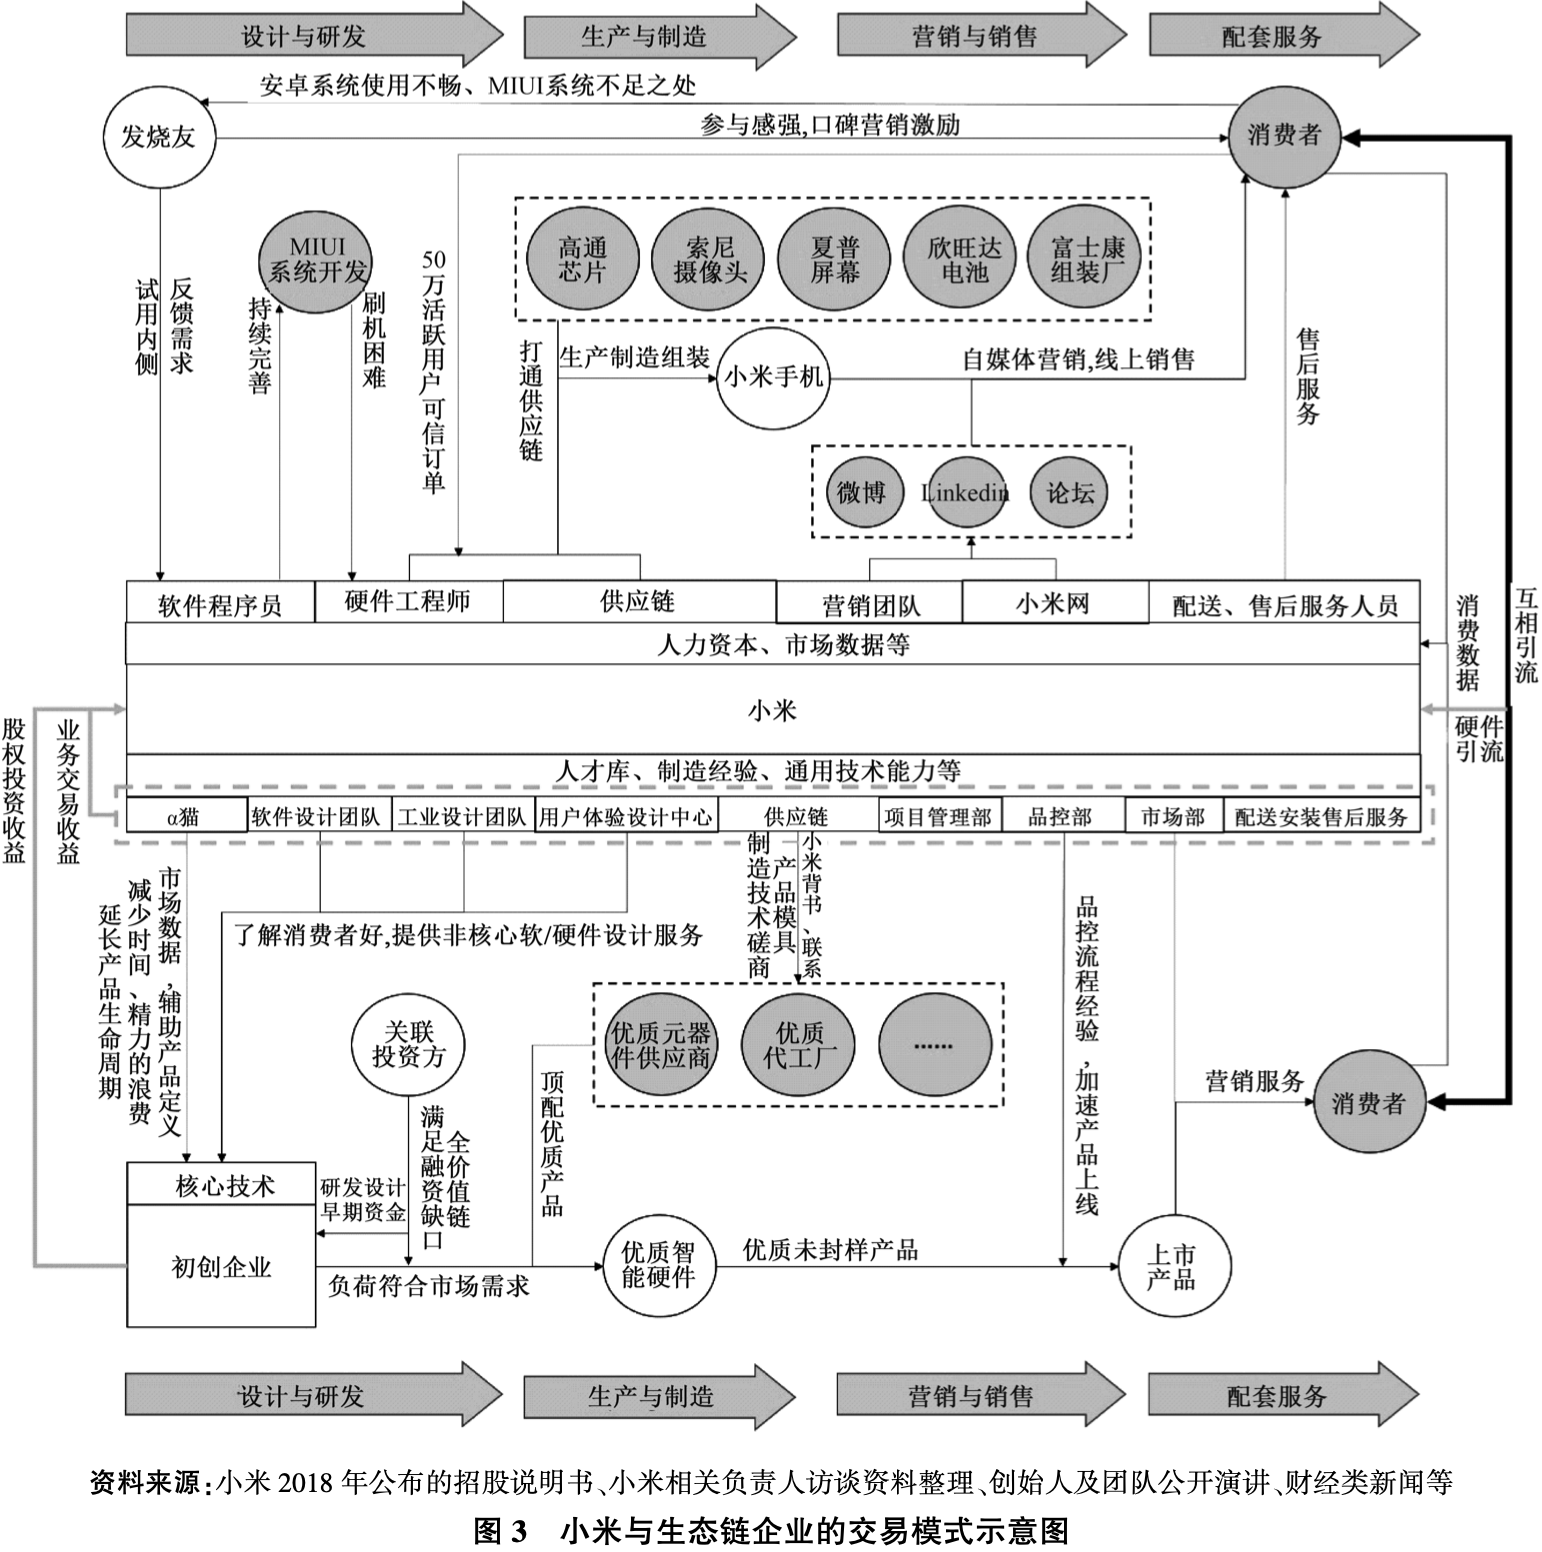 设计与研发
生产与制造
营销与销售
配套服务
安卓系统使用不畅、MIUI系统不足之处
发烧友
参与感强,口碑营销激励
消费者
MIUI
系统开发
高通
芯片
索尼
摄像头
夏普
屏幕
欣旺达
电池
富士康
组装厂
试用内侧
反馈需求
持续完善
刷机困难
50万活跃用户可信订单
打通供应链
生产制造组装
小米手机
自媒体营销,线上销售
售后服务
微博
Linkedin
论坛
软件程序员
硬件工程师
供应链
营销团队
小米网
配送、售后服务人员
人力资本、市场数据等
消费数据
互相引流
小米
硬件
引流
股权投资收益
业务交易收益
人才库、制造经验、通用技术能力等
α猫
软件设计团队
工业设计团队
用户体验设计中心
供应链
项目管理部
品控部
市场部
配送安装售后服务
延长产品生命周期
减少时间、精力的浪费
市场数据,辅助产品定义
了解消费者好,提供非核心软/硬件设计服务
制造技术磋商
产品模具
小米背书、联系
品控流程经验,加速产品上线
关联
投资方
优质元器
件供应商
优质
代工厂
……
顶配优质产品
满足融资缺口
全价值链
营销服务
消费者
核心技术
研发设计
早期资金
初创企业
负荷符合市场需求
优质智
能硬件
优质未封样产品
上市
产品
设计与研发
生产与制造
营销与销售
配套服务
资料来源:小米 2018 年公布的招股说明书、小米相关负责人访谈资料整理、创始人及团队公开演讲、财经类新闻等
图 3 小米与生态链企业的交易模式示意图